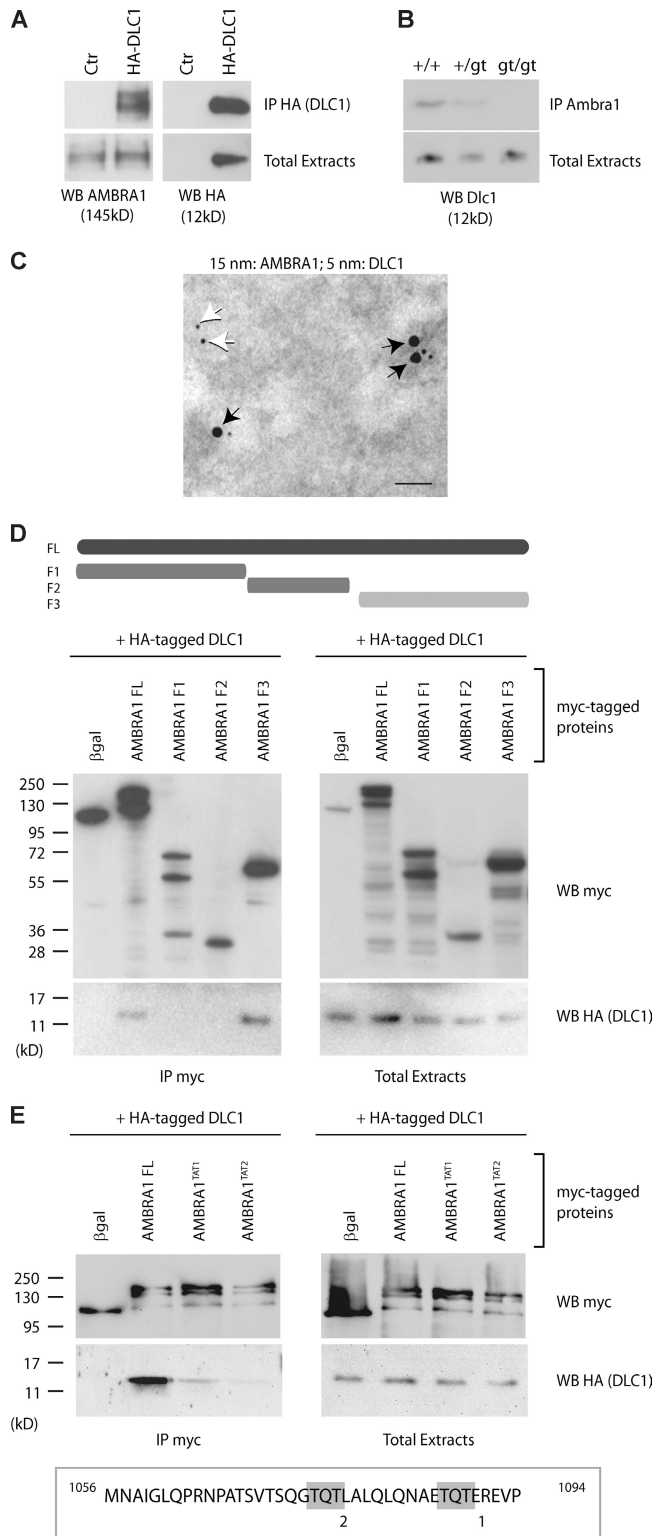 A
Ctr
HA-DLC1
Ctr
HA-DLC1
IP HA (DLC1)
Total Extracts
WB AMBRA1
(145kD)
WB HA
(12kD)
B
+/+ +/gt gt/gt
IP Ambra1
Total Extracts
WB Dlc1
(12kD)
C
15 nm: AMBRA1; 5 nm: DLC1
D
FL
F1
F2
F3
+ HA-tagged DLC1
βgal
AMBRA1 FL
AMBRA1 F1
AMBRA1 F2
AMBRA1 F3
+ HA-tagged DLC1
βgal
AMBRA1 FL
AMBRA1 F1
AMBRA1 F2
AMBRA1 F3
myc-tagged
proteins
250
130
95
72
55
36
28
WB myc
17
11
(kD)
WB HA (DLC1)
IP myc
Total Extracts
E
+ HA-tagged DLC1
βgal
AMBRA1 FL
AMBRA1TAT1
AMBRA1TAT2
+ HA-tagged DLC1
βgal
AMBRA1 FL
AMBRA1TAT1
AMBRA1TAT2
myc-tagged
proteins
250
130
95
WB myc
17
11
(kD)
WB HA (DLC1)
IP myc
Total Extracts
1056 MNAIGLQPRNPATSVTSQGTQTLALQLQNAETQTEREVP 1094
2 1